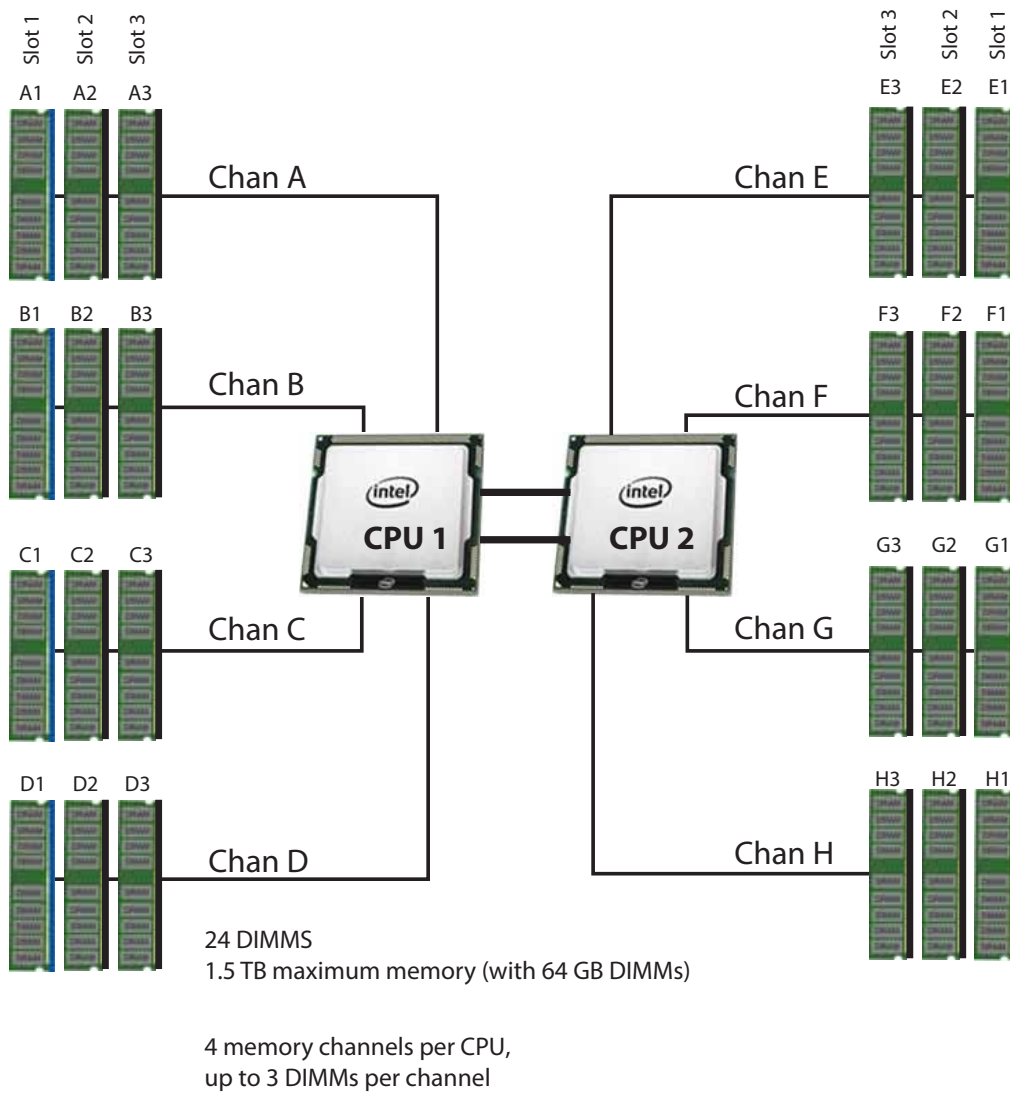 Slot 1 Slot 2 Slot 3
Slot 3 Slot 2 Slot 1
A1 A2 A3
E3 E2 E1
Chan A
Chan E
B1 B2 B3
F3 F2 F1
Chan B
Chan F
intel
CPU 1
intel
CPU 2
C1 C2 C3
G3 G2 G1
Chan C
Chan G
D1 D2 D3
H3 H2 H1
Chan D
Chan H
24 DIMMS
1.5 TB maximum memory (with 64 GB DIMMs)
4 memory channels per CPU,
up to 3 DIMMs per channel